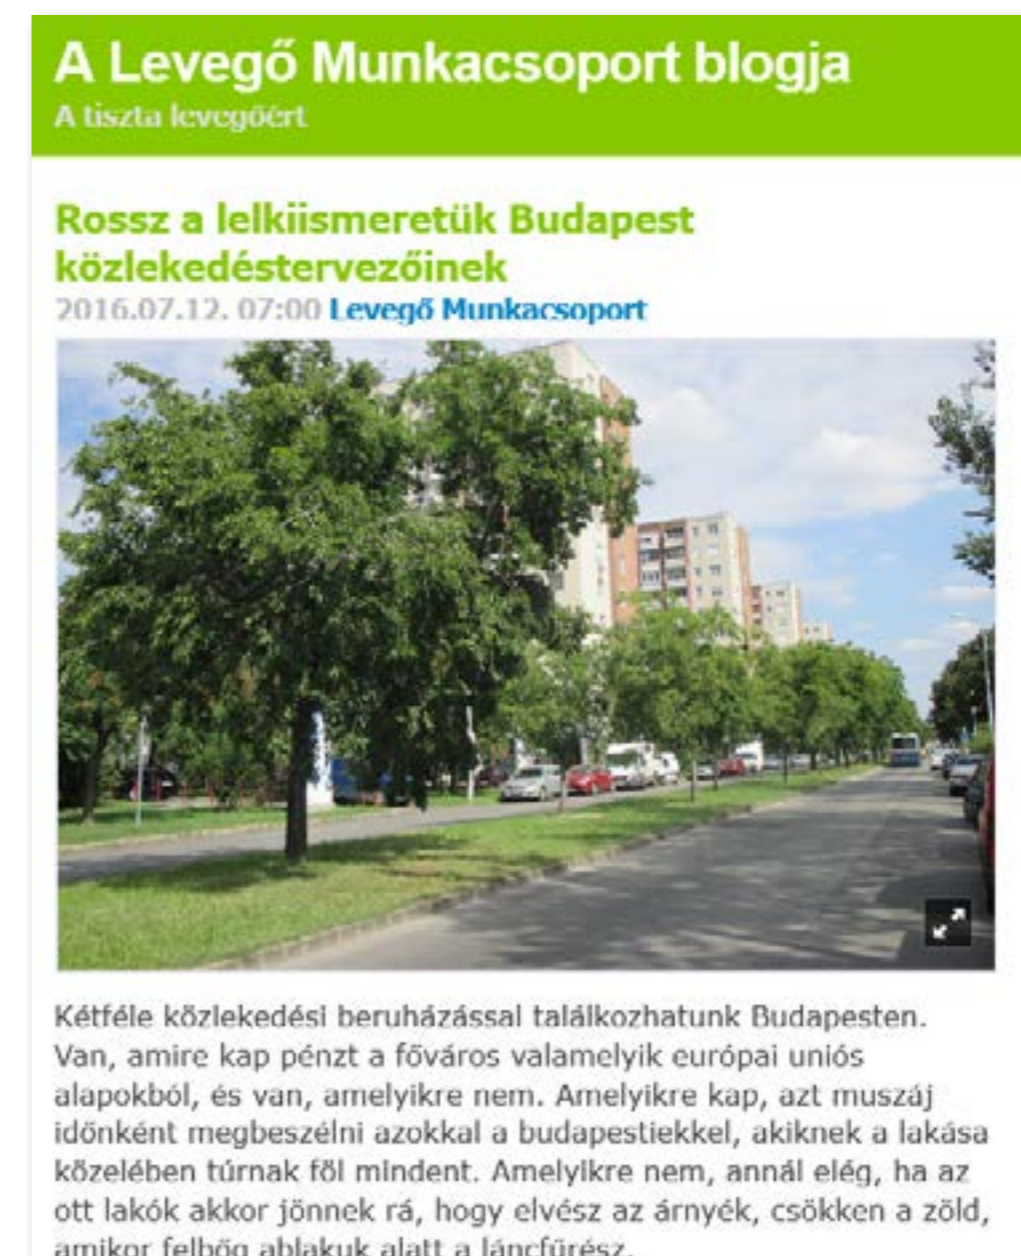 A Levegő Munkacsoport blogja
A tiszta levegőért
Rossz a lelkiismeretük Budapest
közlekedéstervezőinek
2016.07.12. 07:00 Levegő Munkacsoport
Kétféle közlekedési beruházással találkozhatunk Budapesten.
Van, amire kap pénzt a főváros valamelyik európai uniós
alapokból, és van, amelyikre nem. Amelyikre kap, azt muszáj
időnként megbeszélni azokkal a budapestiekkel, akiknek a lakása
közelében túrnak föl mindent. Amelyikre nem, annál elég, ha az
ott lakók akkor jönnek rá, hogy elvész az árnyék, csökken a zöld,
amikor felbőg ablakuk alatt a láncfűrész.